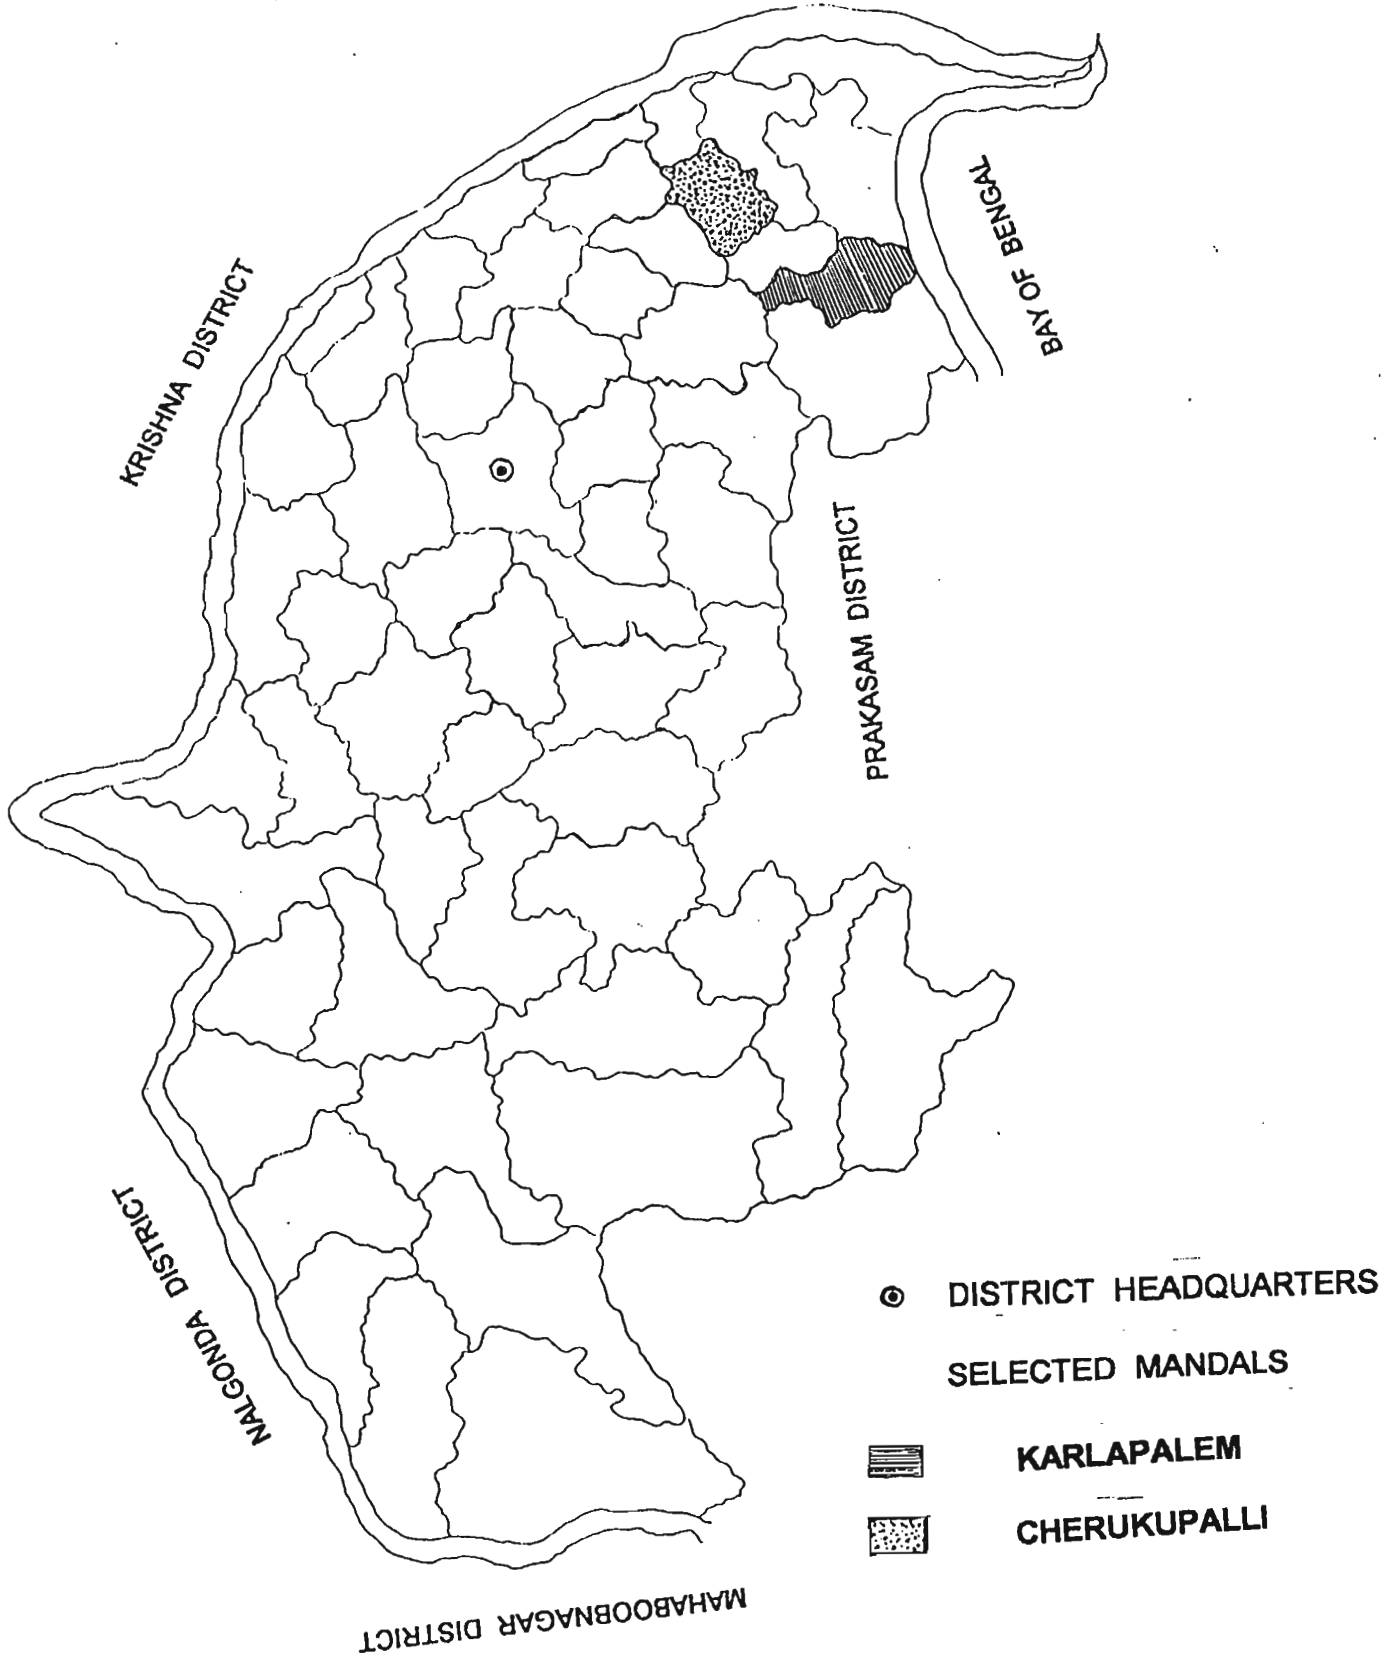 BAY OF BENGAL
KRISHNA DISTRICT
PRAKASAM DISTRICT
NALGONDA DISTRICT
DISTRICT HEADQUARTERS
SELECTED MANDALS
KARLAPALEM
CHERUKUPALLI
MAHABOOBNAGAR DISTRICT